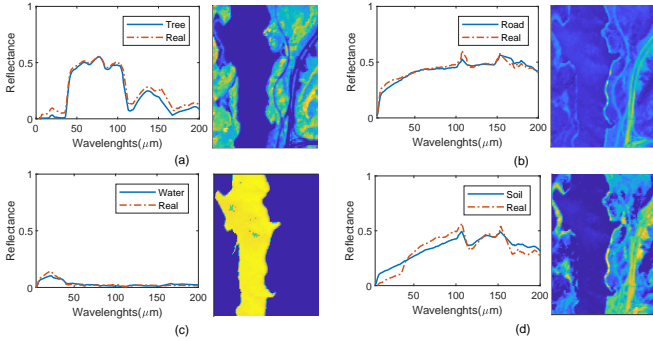 1
Tree
Real
Reflectance
0.5
0
0 50 100 150 200
Wavelenghts(μm)
(a)
1
Road
Real
Reflectance
0.5
0
50 100 150 200
Wavelenghts(μm)
(b)
1
Water
Real
Reflectance
0.5
0
0 50 100 150 200
Wavelenghts(μm)
(c)
1
Soil
Real
Reflectance
0.5
0
50 100 150 200
Wavelenghts(μm)
(d)